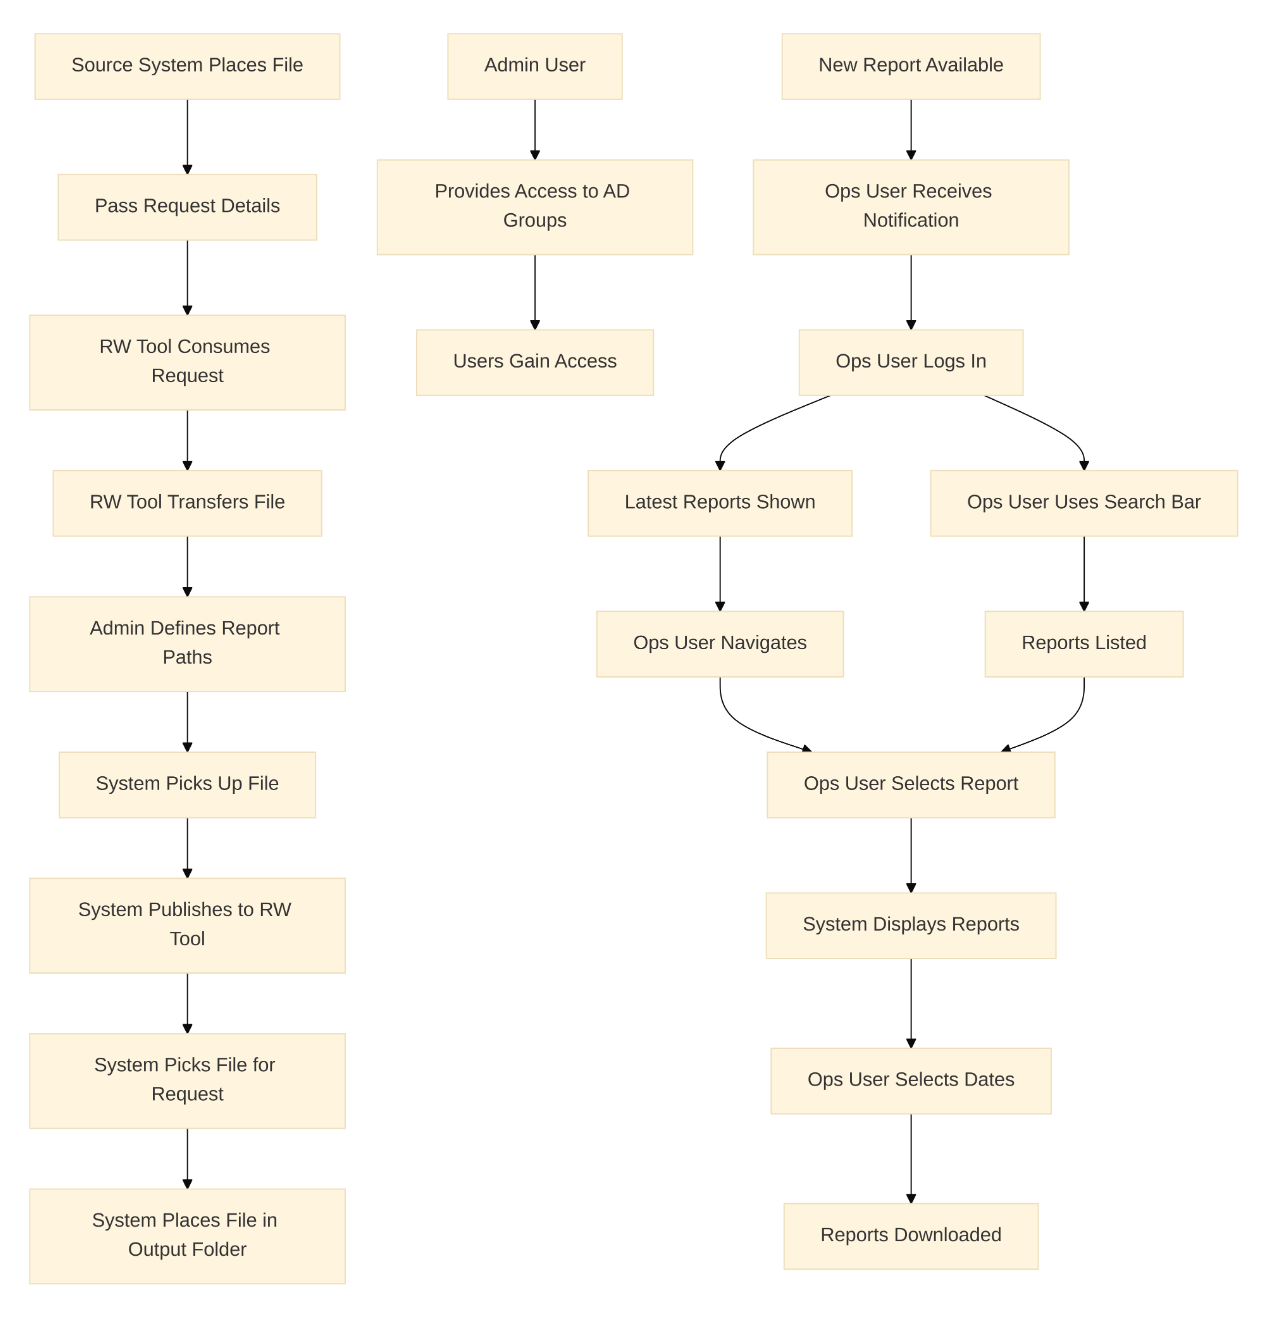 Source System Places File
Pass Request Details
RW Tool Consumes
Request
RW Tool Transfers File
Admin Defines Report
Paths
System Picks Up File
System Publishes to RW
Tool
System Picks File for
Request
System Places File in
Output Folder
Admin User
Provides Access to AD
Groups
Users Gain Access
New Report Available
Ops User Receives
Notification
Ops User Logs In
Latest Reports Shown
Ops User Uses Search Bar
Ops User Navigates
Reports Listed
Ops User Selects Report
System Displays Reports
Ops User Selects Dates
Reports Downloaded